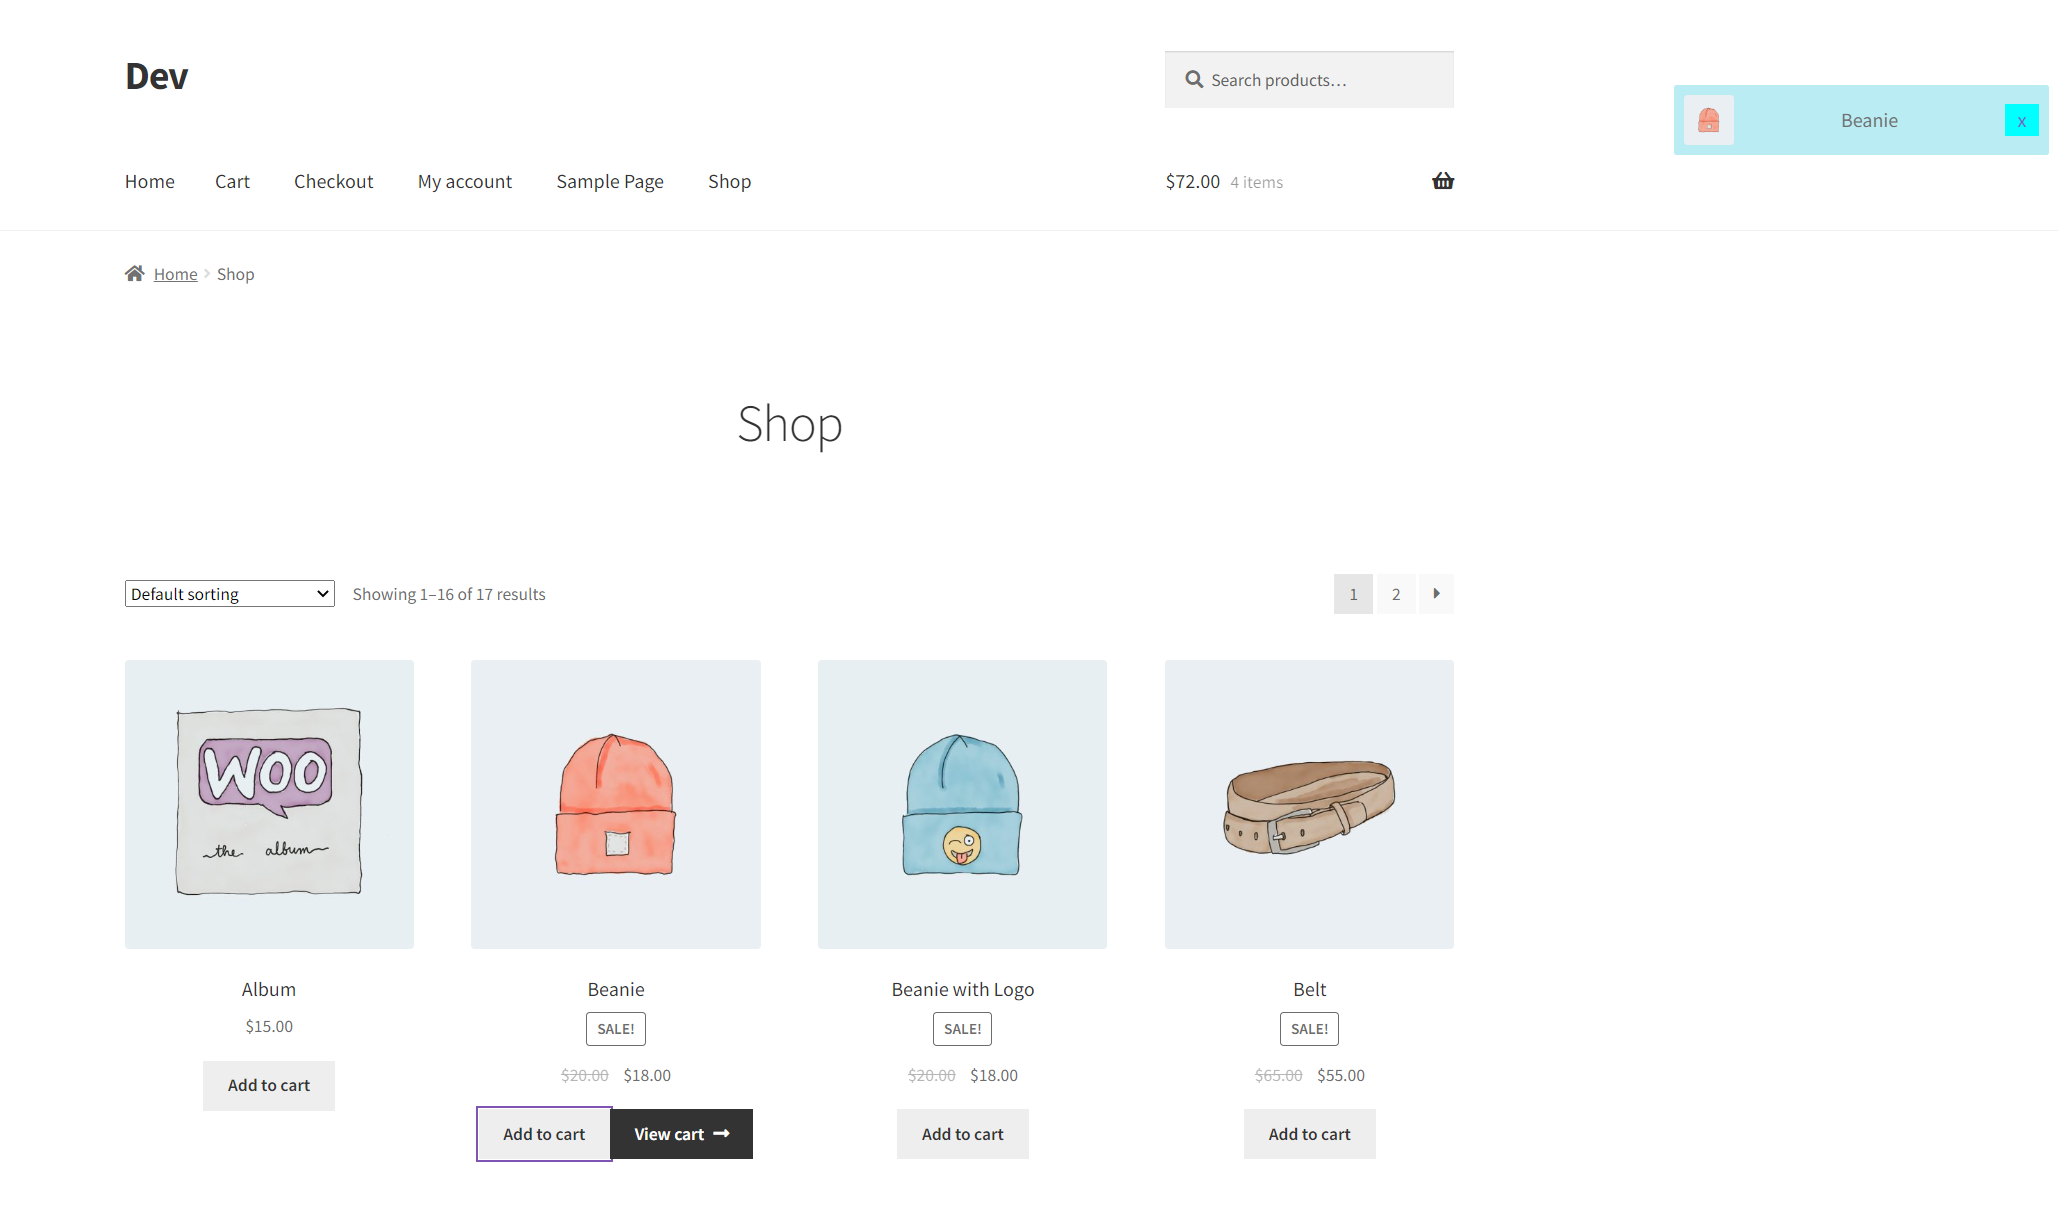 Dev
Search products…
Beanie
x
Home
Cart
Checkout
My account
Sample Page
Shop
$72.00 4 items
Home Shop
Shop
Default sorting
Showing 1–16 of 17 results
1 2
WOO
the album
Album
$15.00
Add to cart
Beanie
SALE!
$20.00 $18.00
Add to cart
View cart
Beanie with Logo
SALE!
$20.00 $18.00
Add to cart
Belt
SALE!
$65.00 $55.00
Add to cart